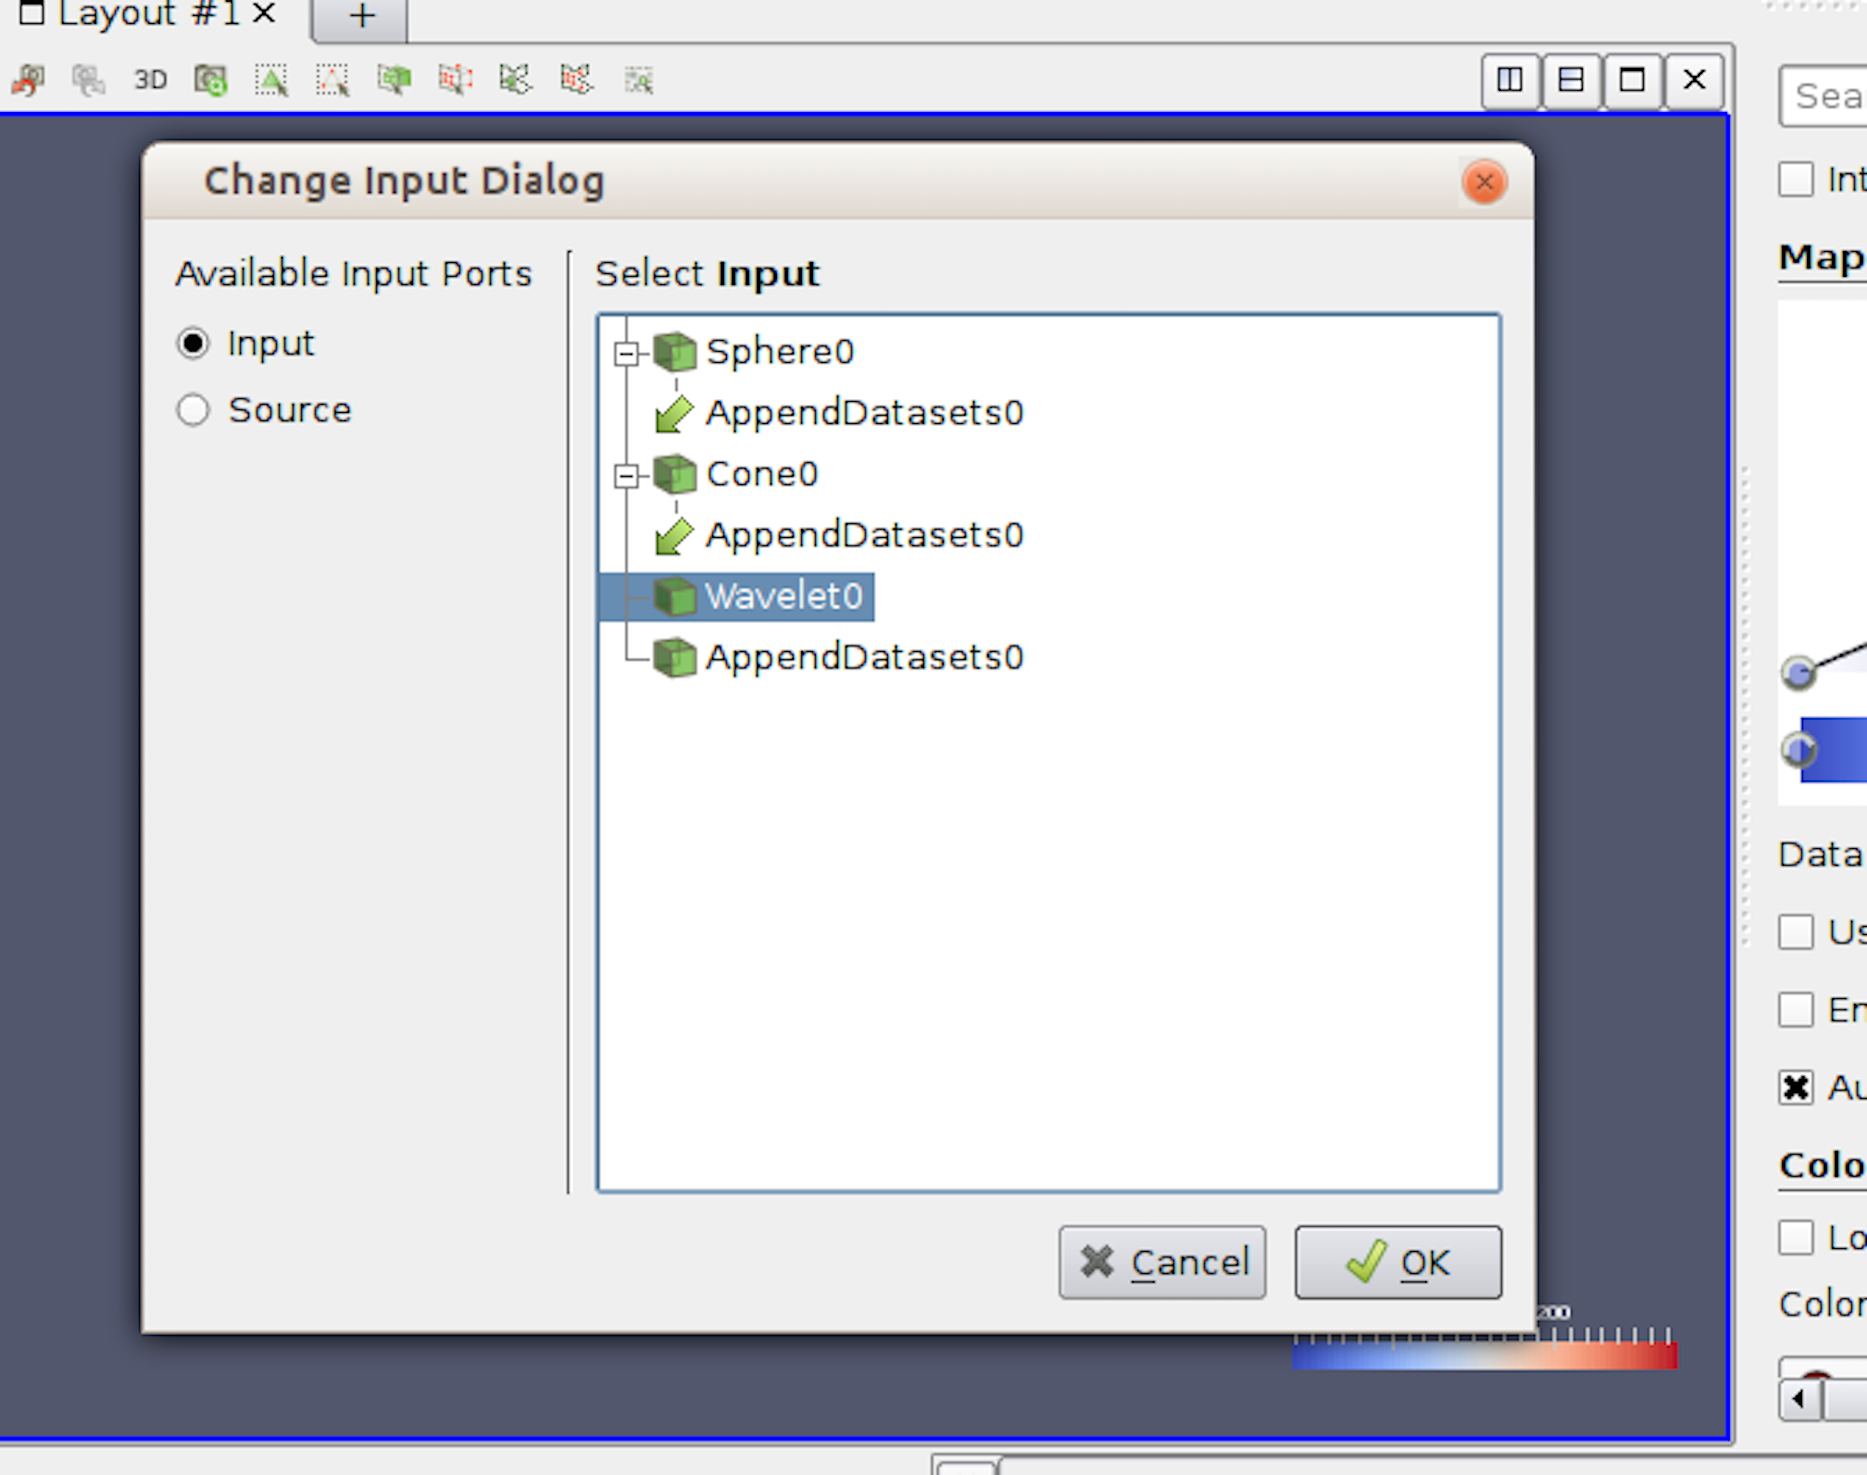 Layout #1
+
3D
Sea
Int
Map
Change Input Dialog
Available Input Ports
Input
Source
Select Input
Sphere0
AppendDatasets0
Cone0
AppendDatasets0
Wavelet0
AppendDatasets0
Data
Us
En
Au
Colo
Lo
Color
Cancel
OK
200